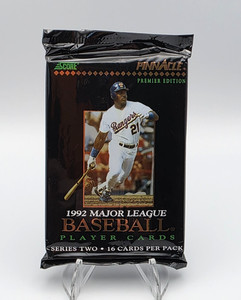 SCORE PINNACLE
PREMIER EDITION
Rangers
21
1992 MAJOR LEAGUE
BASEBALL
PLAYER CARDS
SERIES TWO • 16 CARDS PER PACK